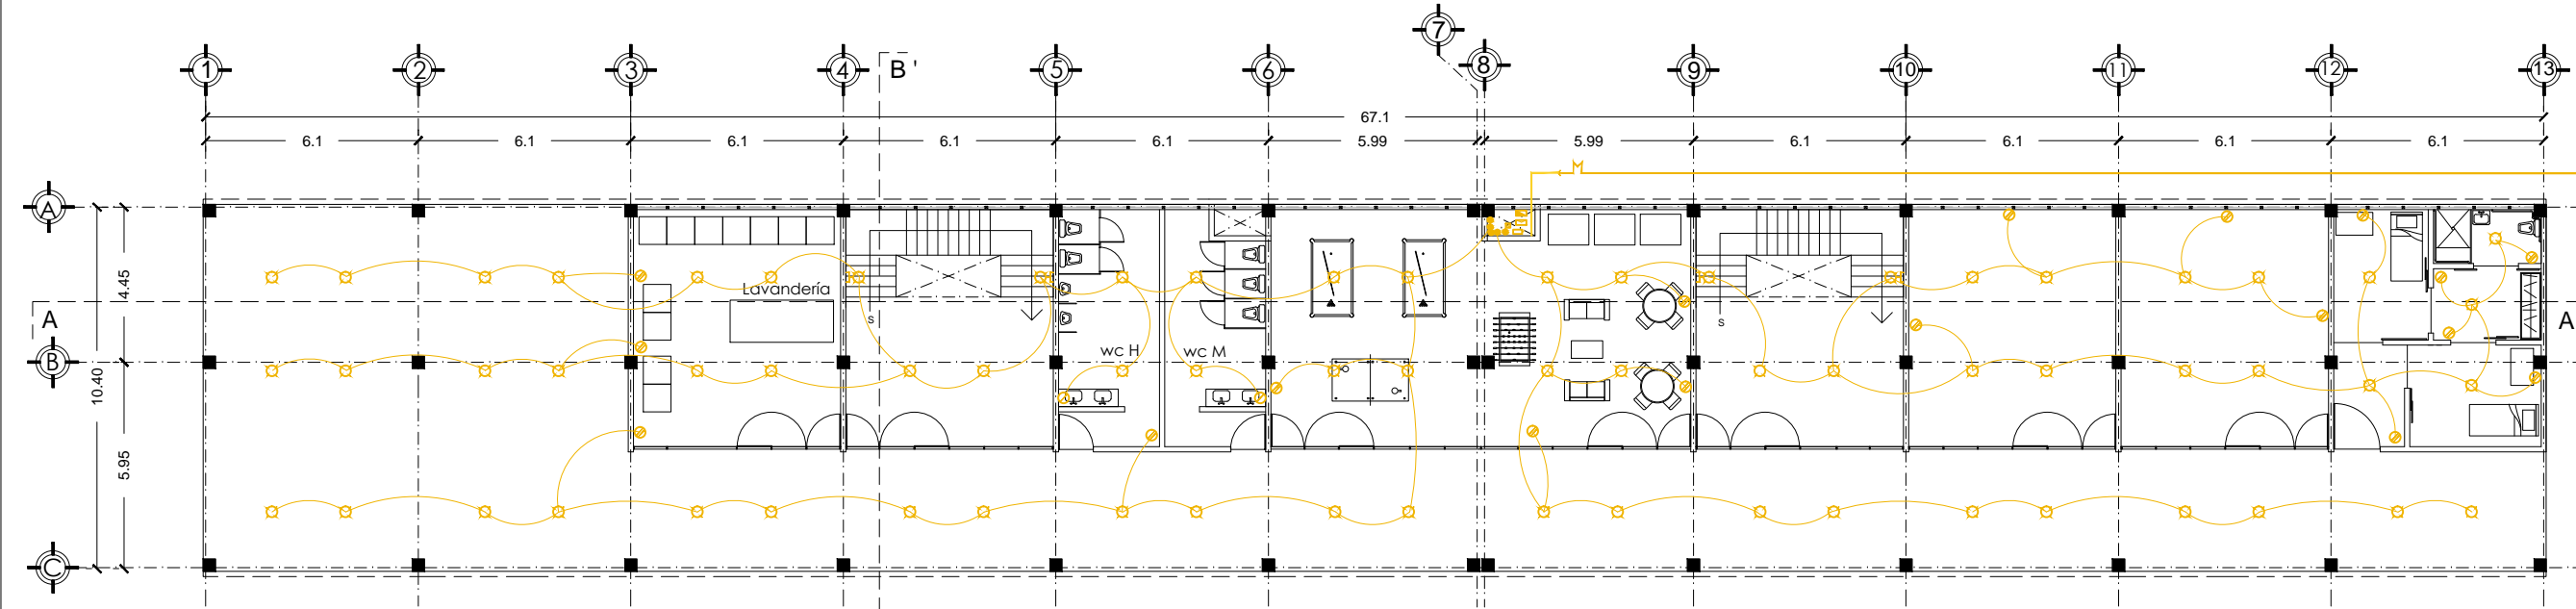 7
1 2 3 4 B ' 5 6 8 9 10 11 12 13
67.1
6.1 6.1 6.1 6.1 6.1 5.99 5.99 6.1 6.1 6.1 6.1
A
4.45
Lavandería
A A
S S
wc H wc M
B
10.40
5.95
C